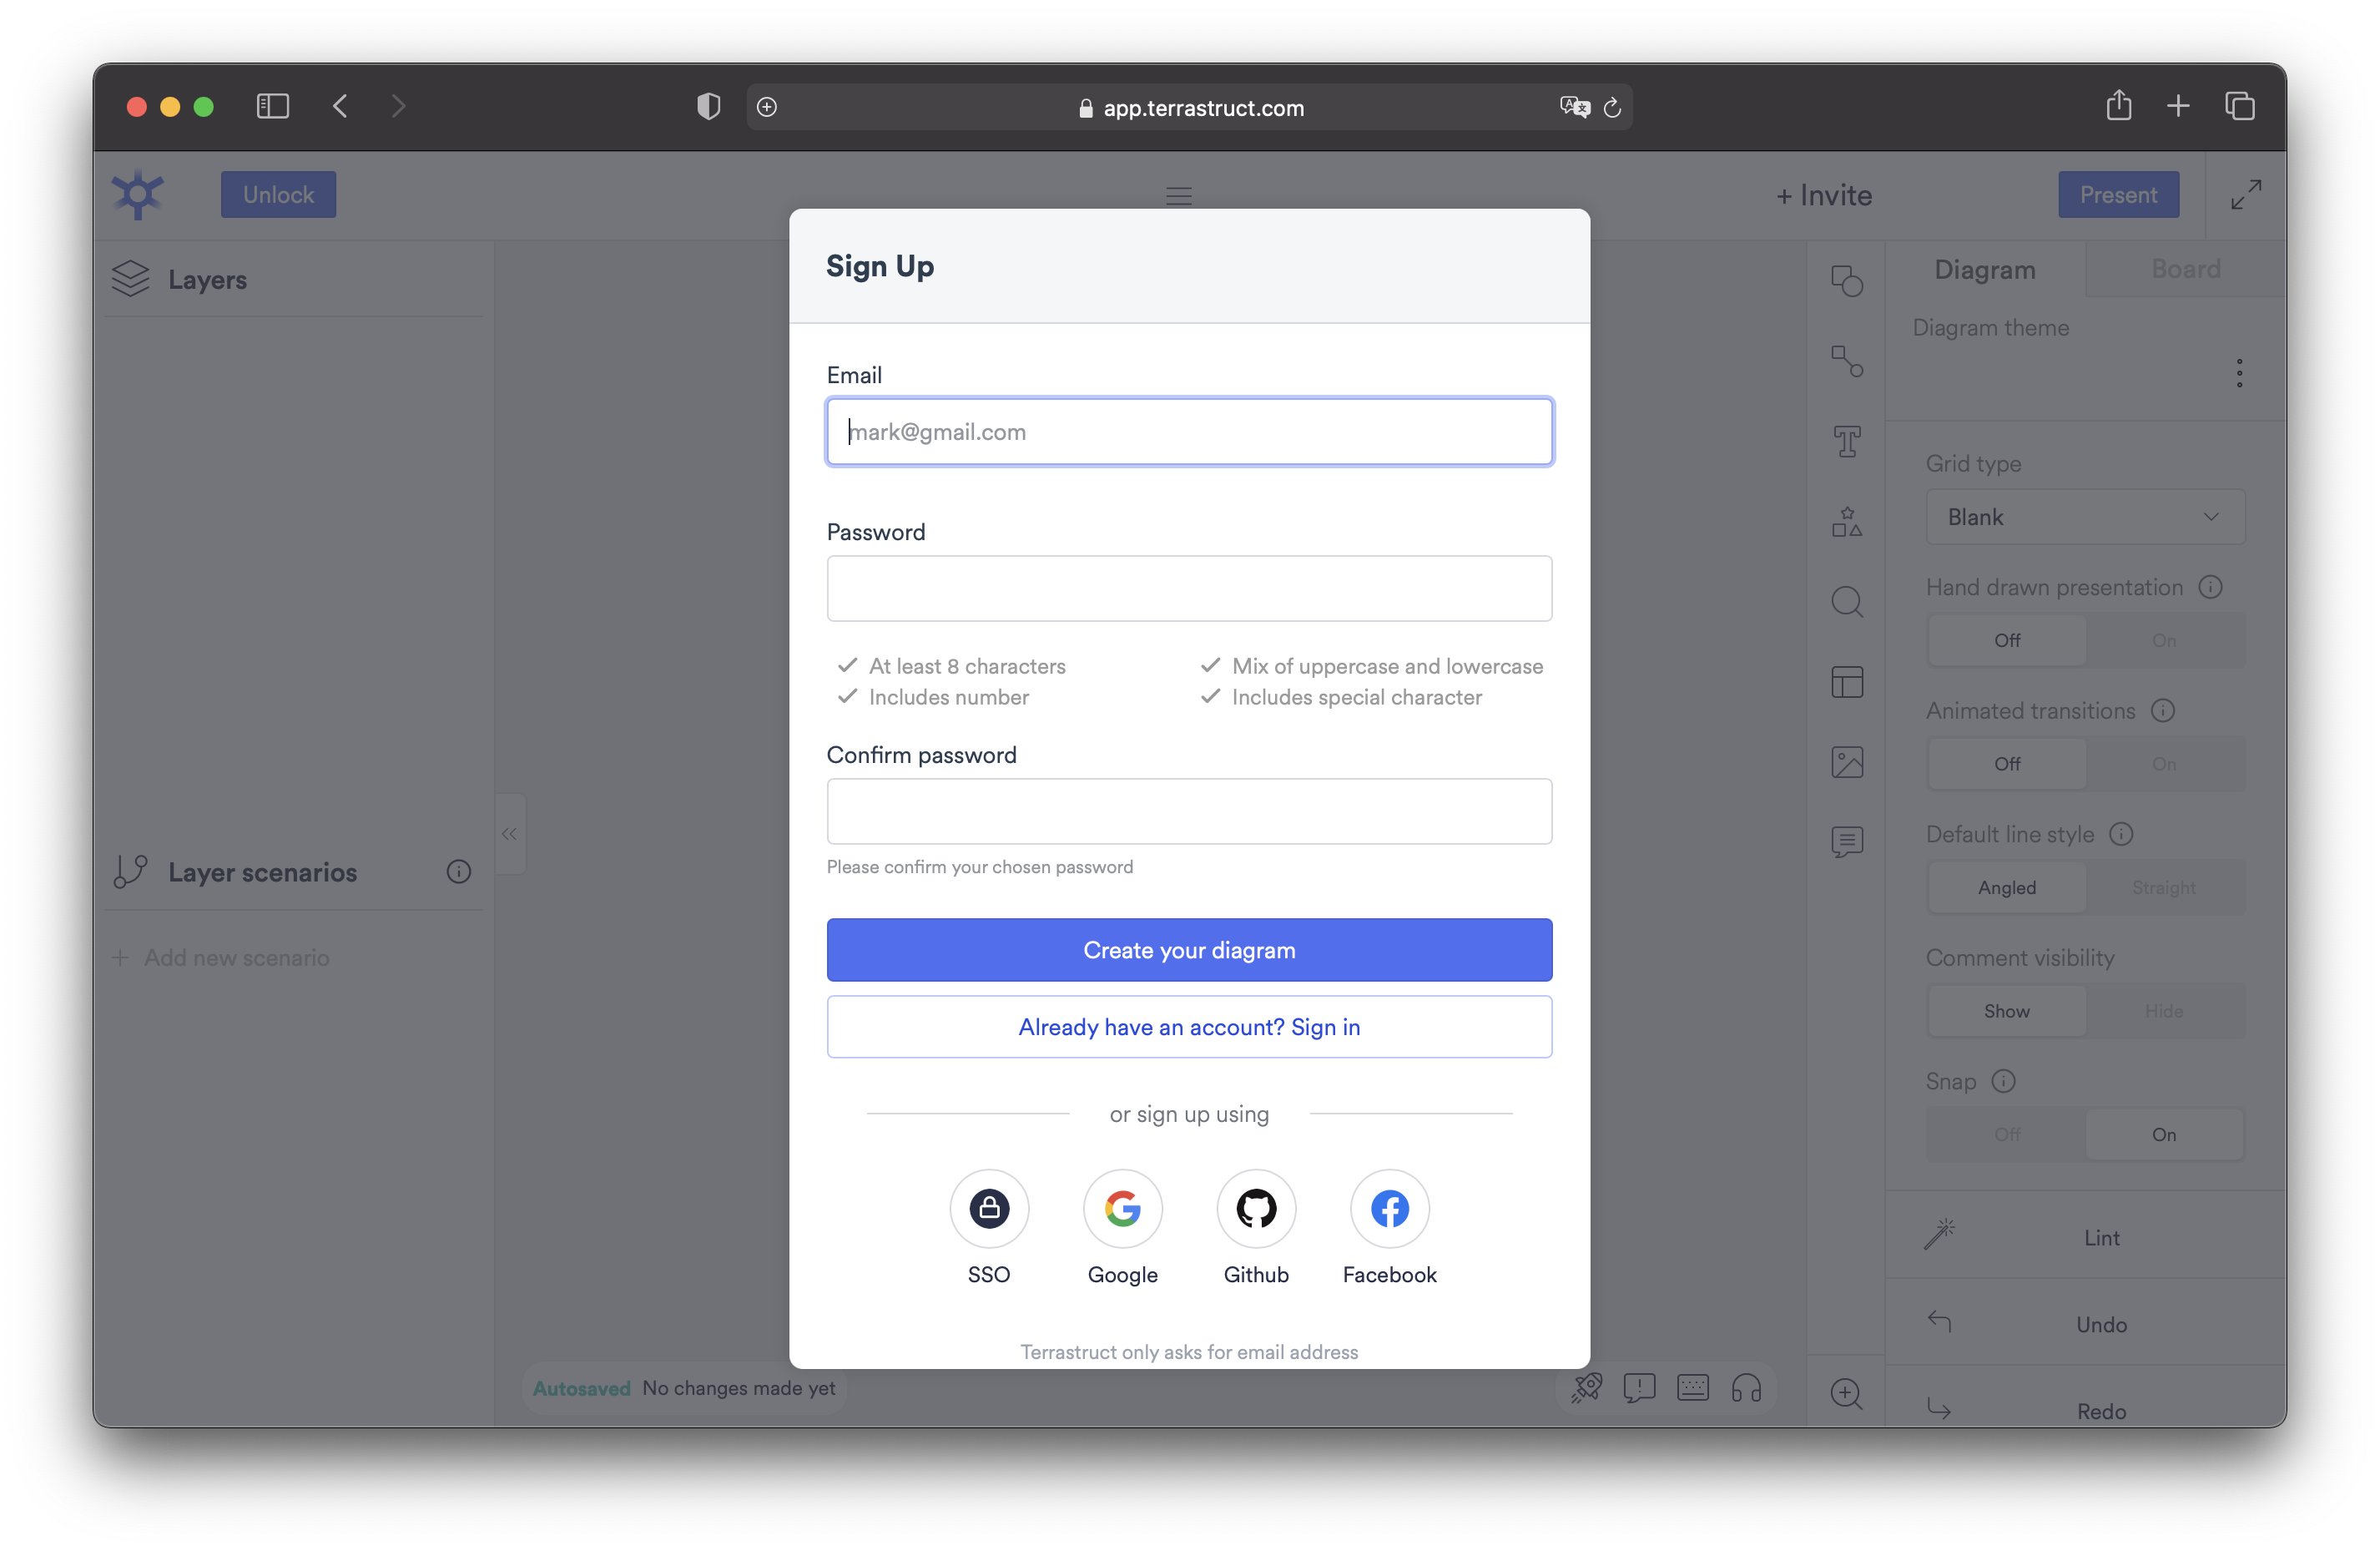 app.terrastruct.com
Unlock
+ Invite
Present
Layers
Layer scenarios
+ Add new scenario
Sign Up
Email
mark@gmail.com
Password
At least 8 characters
Mix of uppercase and lowercase
Includes number
Includes special character
Confirm password
Please confirm your chosen password
Create your diagram
Already have an account? Sign in
or sign up using
SSO
Google
Github
Facebook
Terrastruct only asks for email address
Autosaved No changes made yet
Diagram
Board
Diagram theme
Grid type
Blank
Hand drawn presentation
Off
On
Animated transitions
Off
On
Default line style
Angled
Straight
Comment visibility
Show
Hide
Snap
Off
On
Lint
Undo
Redo